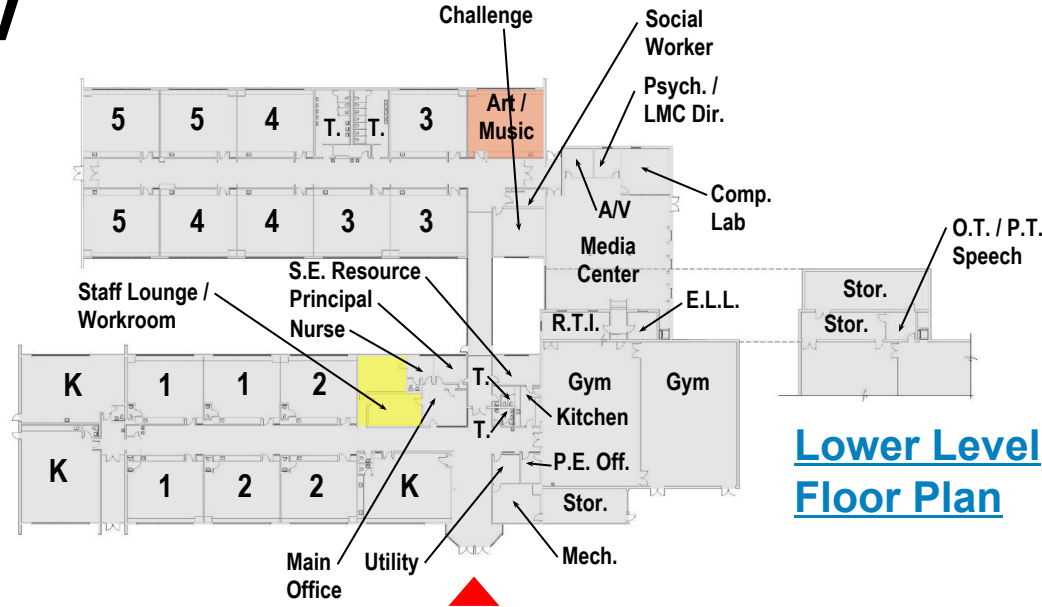 Challenge
Social
Worker
Psych. /
LMC Dir.
5
5
4
T.
T.
3
Art /
Music
A/V
Comp.
Lab
5
4
4
3
3
Media
Center
O.T. / P.T.
Speech
S.E. Resource
Principal
Nurse
Staff Lounge /
Workroom
R.T.I.
E.L.L.
Stor.
Stor.
K
1
1
2
T.
Gym
Gym
Kitchen
T.
K
1
2
2
K
P.E. Off.
Stor.
Main
Office
Utility
Mech.
Lower Level
Floor Plan